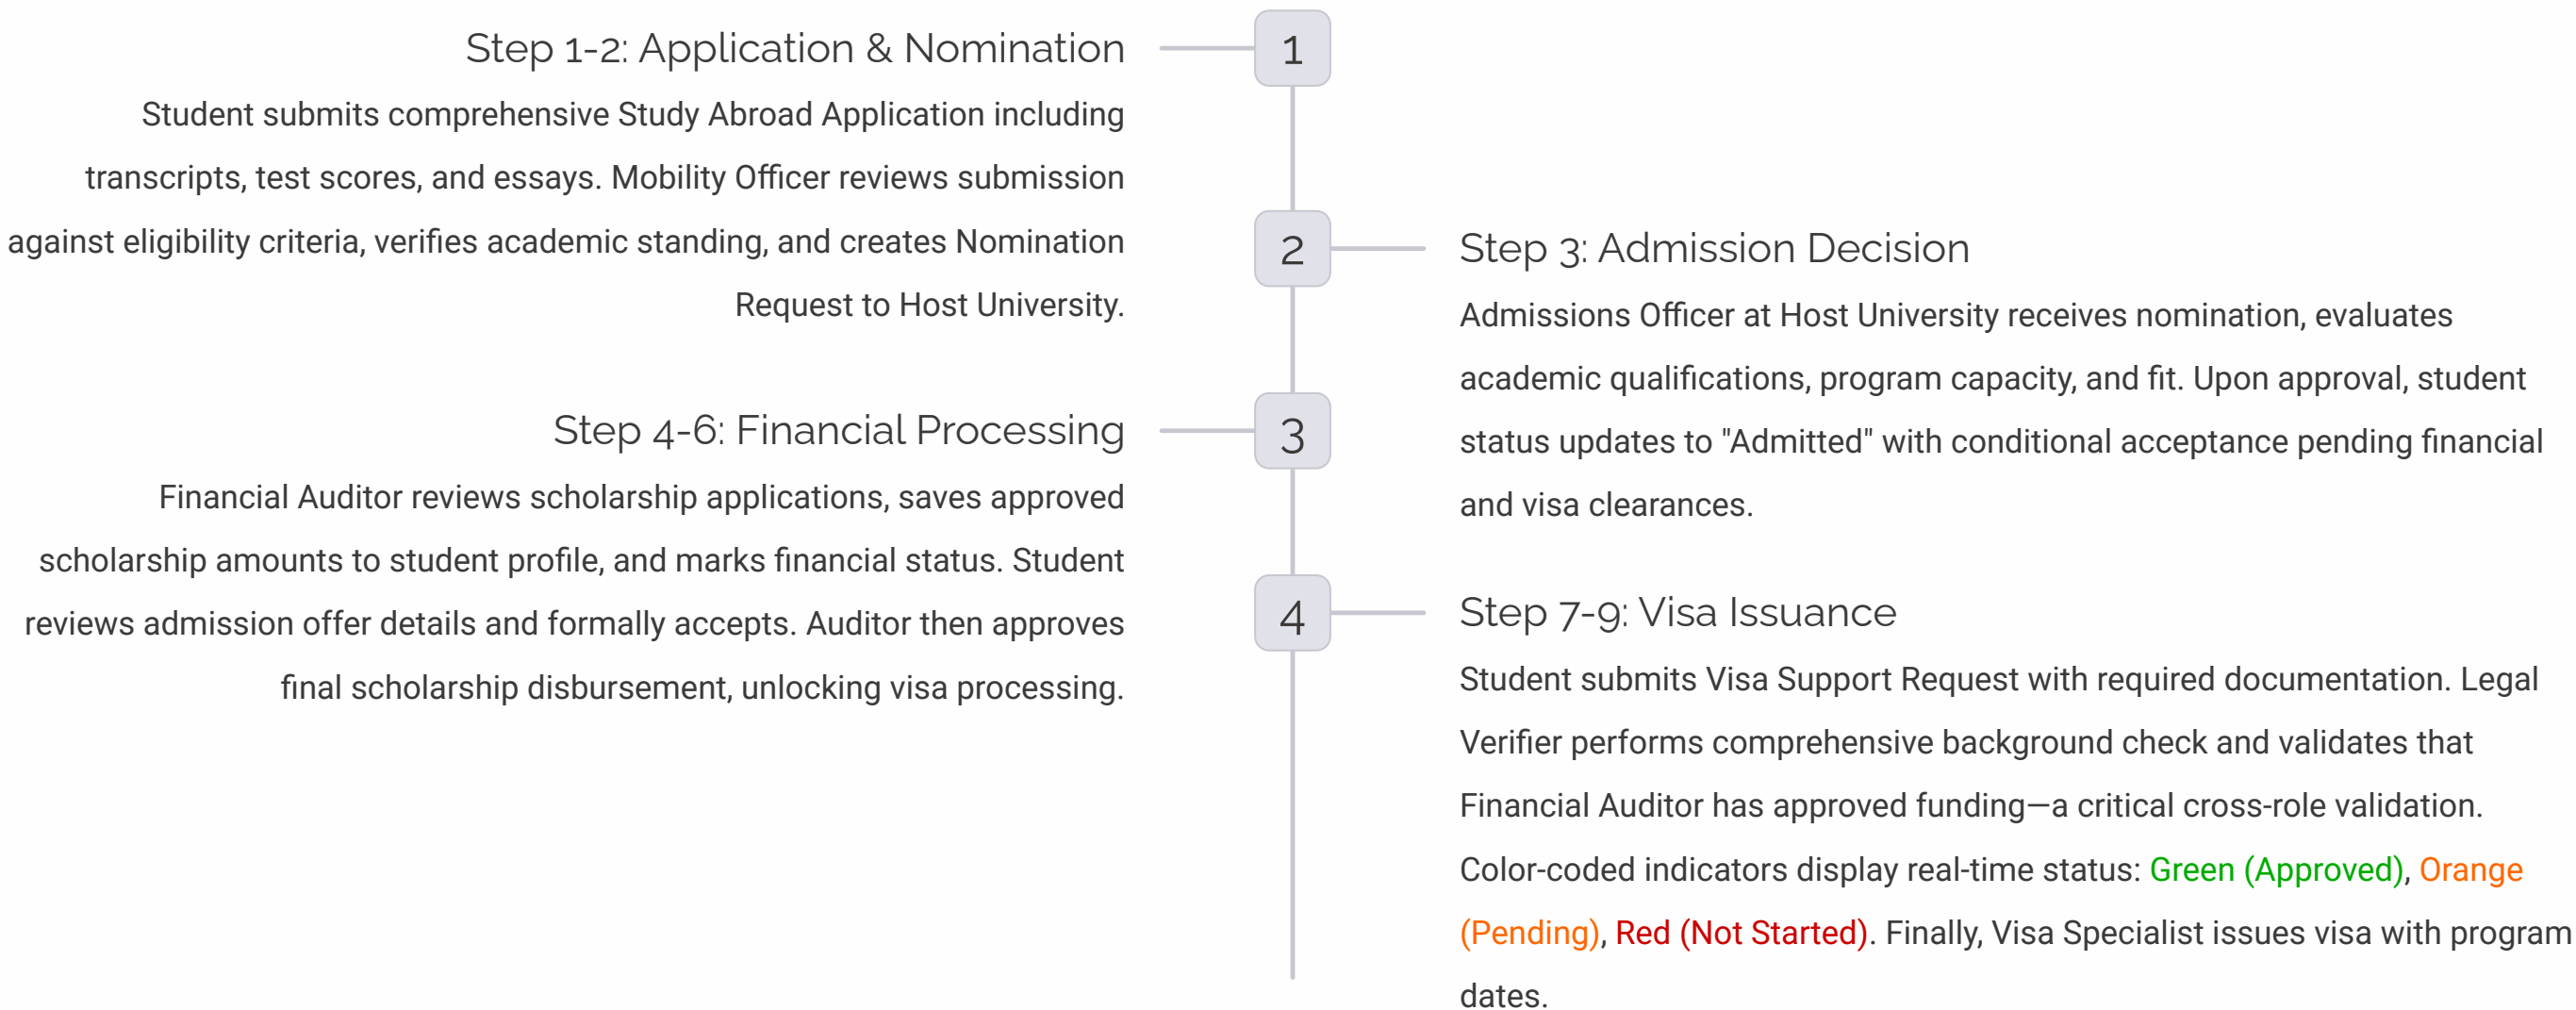 1
Step 1-2: Application & Nomination
Student submits comprehensive Study Abroad Application including
transcripts, test scores, and essays. Mobility Officer reviews submission
against eligibility criteria, verifies academic standing, and creates Nomination
Request to Host University.
2
Step 3: Admission Decision
Admissions Officer at Host University receives nomination, evaluates
academic qualifications, program capacity, and fit. Upon approval, student
status updates to "Admitted" with conditional acceptance pending financial
and visa clearances.
3
Step 4-6: Financial Processing
Financial Auditor reviews scholarship applications, saves approved
scholarship amounts to student profile, and marks financial status. Student
reviews admission offer details and formally accepts. Auditor then approves
final scholarship disbursement, unlocking visa processing.
4
Step 7-9: Visa Issuance
Student submits Visa Support Request with required documentation. Legal
Verifier performs comprehensive background check and validates that
Financial Auditor has approved funding—a critical cross-role validation.
Color-coded indicators display real-time status: Green (Approved), Orange
(Pending), Red (Not Started). Finally, Visa Specialist issues visa with program
dates.